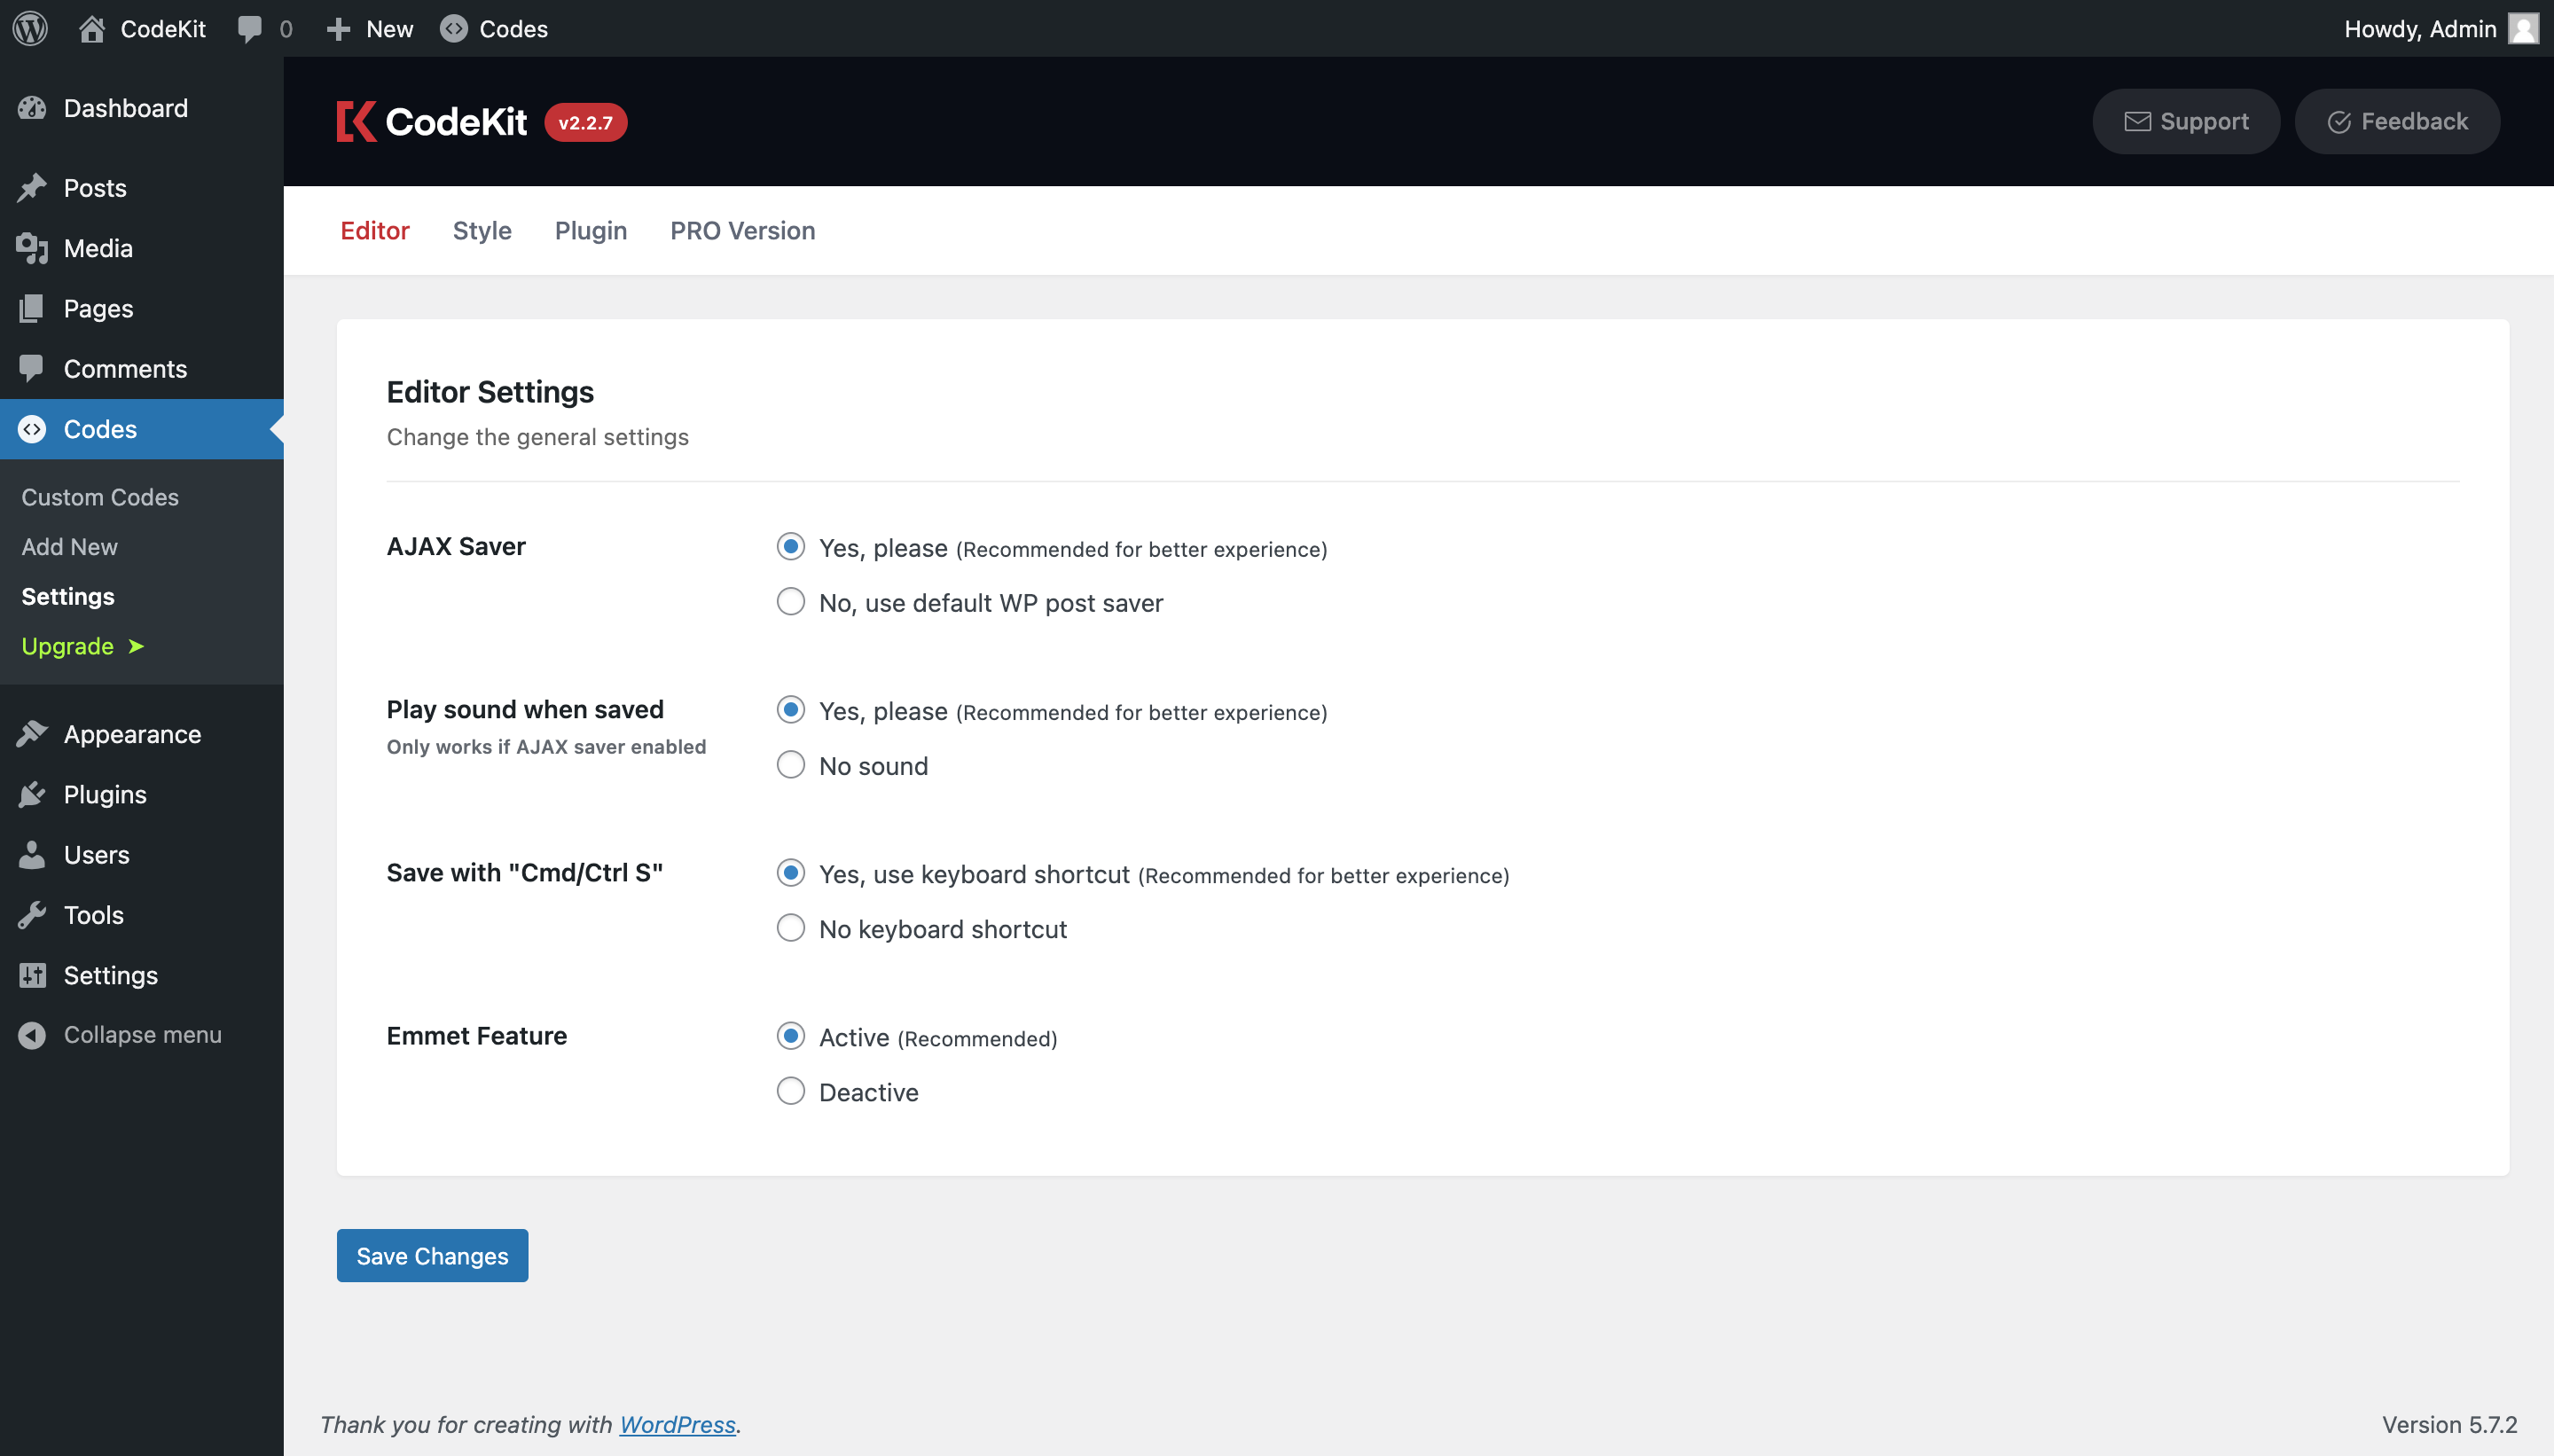 CodeKit 0 New Codes Howdy, Admin
Dashboard
Posts
Media
Pages
Comments
Codes
Custom Codes
Add New
Settings
Upgrade ➤
Appearance
Plugins
Users
Tools
Settings
Collapse menu
CodeKit v2.2.7 Support Feedback
Editor Style Plugin PRO Version
Editor Settings
Change the general settings
AJAX Saver
Yes, please (Recommended for better experience)
No, use default WP post saver
Play sound when saved
Only works if AJAX saver enabled
Yes, please (Recommended for better experience)
No sound
Save with "Cmd/Ctrl S"
Yes, use keyboard shortcut (Recommended for better experience)
No keyboard shortcut
Emmet Feature
Active (Recommended)
Deactive
Save Changes
Thank you for creating with WordPress. Version 5.7.2